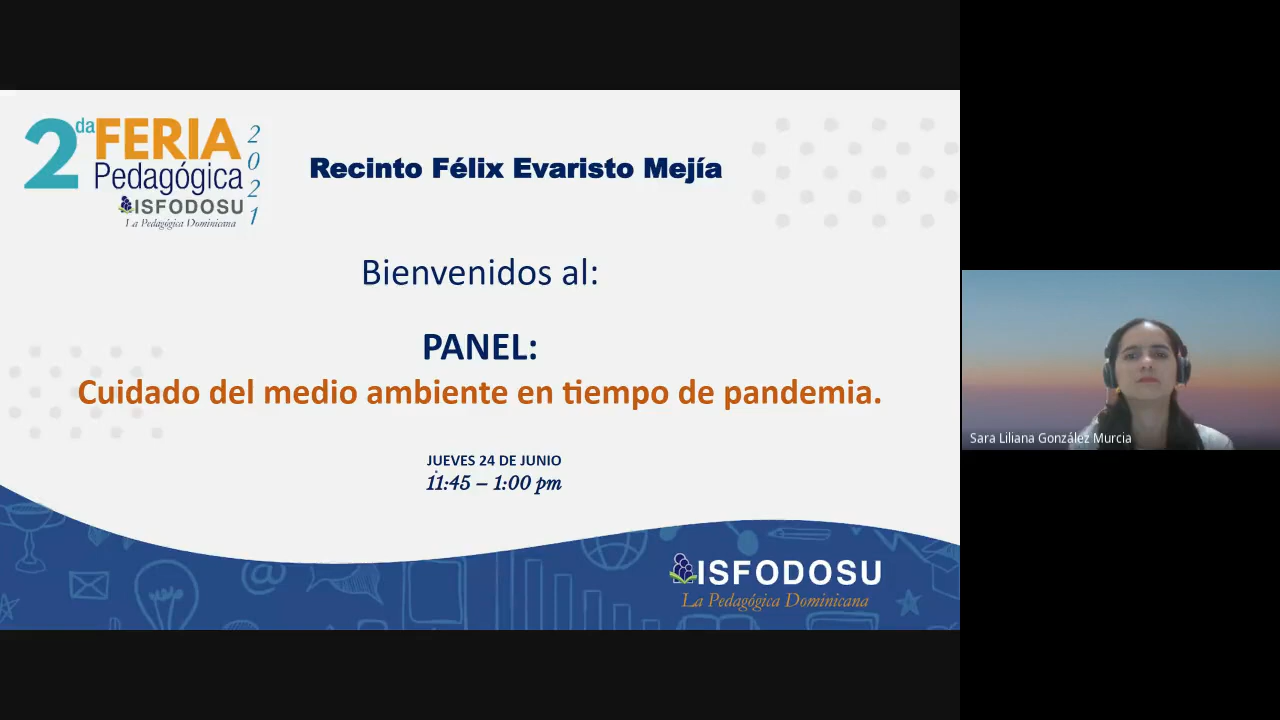 2da FERIA
Pedagógica
2021
ISFODOSU
La Pedagógica Dominicana
Recinto Félix Evaristo Mejía
Bienvenidos al:
PANEL:
Cuidado del medio ambiente en tiempo de pandemia.
JUEVES 24 DE JUNIO
11:45 – 1:00 pm
ISFODOSU
La Pedagógica Dominicana
Sara Liliana González Murcia